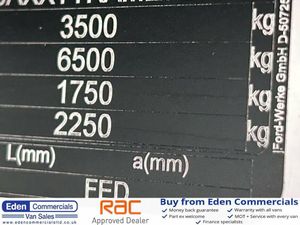 3500 kg
6500 kg
1750 kg
2250 kg
L(mm) a(mm)
FED
Ford-Werke GmbH D-50725
Eden Commercials
Van Sales
www.edencommercialsltd.co.uk
RAC
Approved Dealer
Buy from Eden Commercials
✓ Money back guarantee ✓ Warranty with all vans
✓ Part ex welcome ✓ MOT + Service with every van
✓ Finance specialists